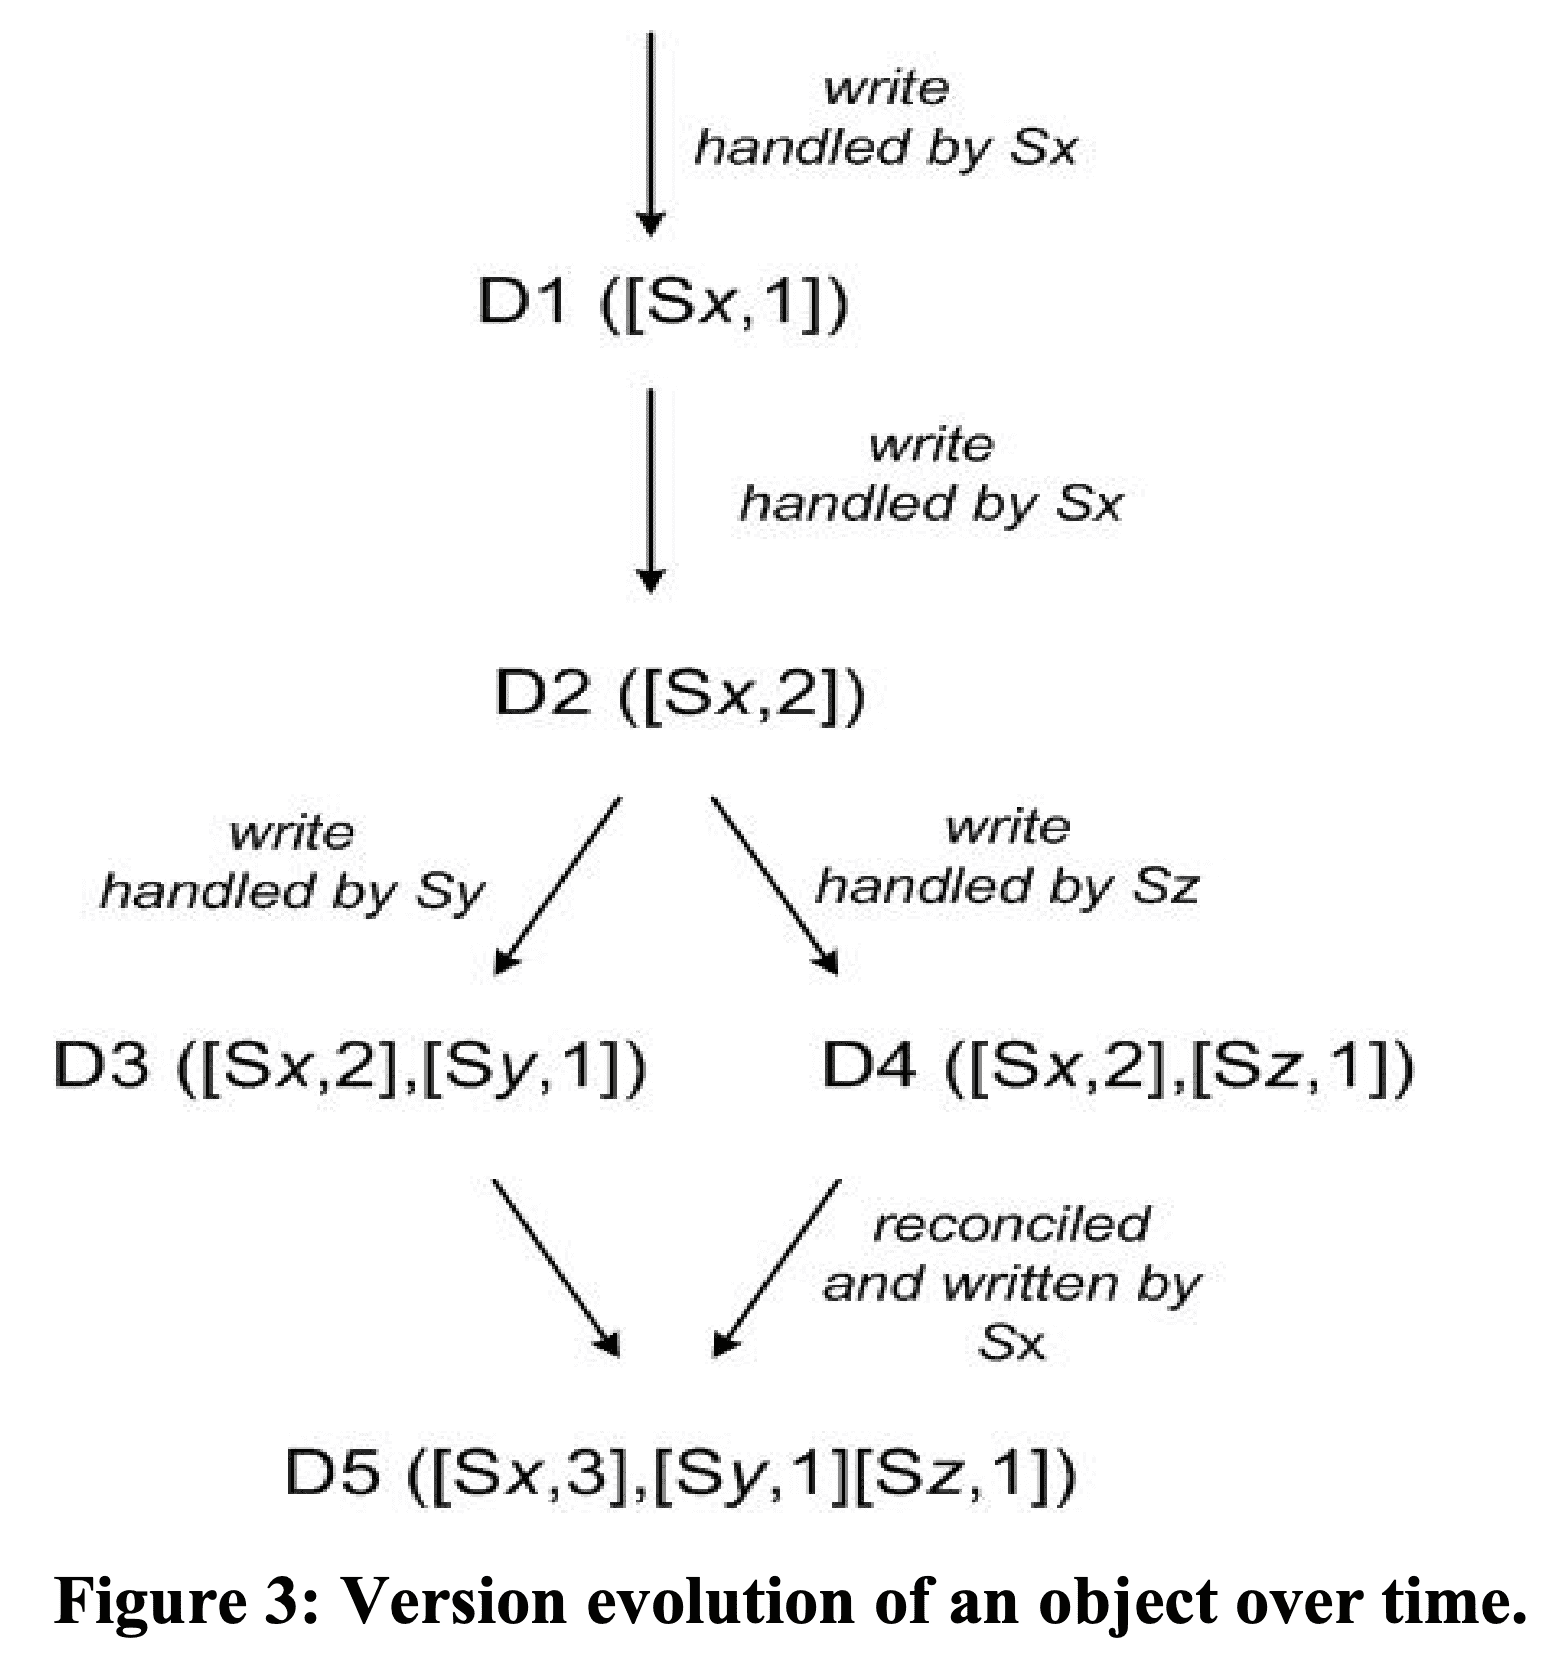 write
handled by Sx
D1 ([Sx,1])
write
handled by Sx
D2 ([Sx,2])
write
handled by Sy
write
handled by Sz
D3 ([Sx,2],[Sy,1])
D4 ([Sx,2],[Sz,1])
reconciled
and written by
Sx
D5 ([Sx,3],[Sy,1][Sz,1])
Figure 3: Version evolution of an object over time.